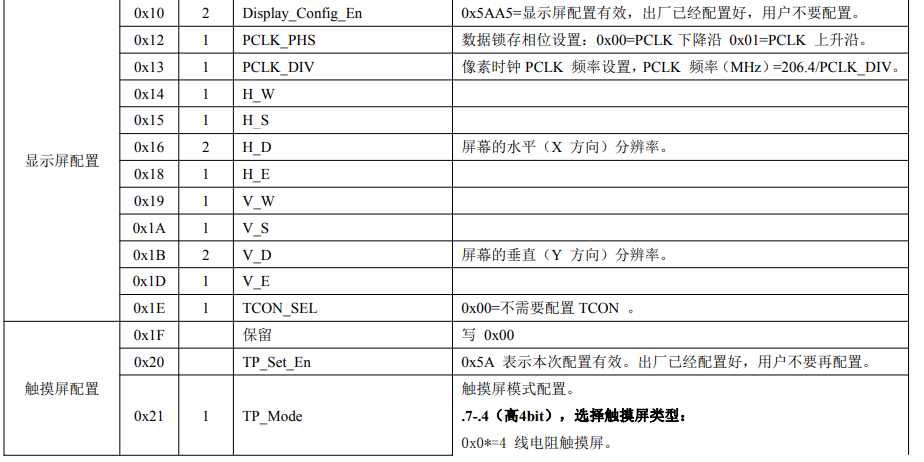 0x10 2 Display_Config_En 0x5AA5=显示屏配置有效，出厂已经配置好，用户不要配置。
0x12 1 PCLK_PHS 数据锁存相位设置：0x00=PCLK下降沿 0x01=PCLK 上升沿。
0x13 1 PCLK_DIV 像素时钟 PCLK 频率设置，PCLK 频率（MHz）=206.4/PCLK_DIV。
0x14 1 H_W
0x15 1 H_S
显示屏配置 0x16 2 H_D 屏幕的水平（X 方向）分辨率。
0x18 1 H_E
0x19 1 V_W
0x1A 1 V_S
0x1B 2 V_D 屏幕的垂直（Y 方向）分辨率。
0x1D 1 V_E
0x1E 1 TCON_SEL 0x00=不需要配置 TCON 。
0x1F 保留 写 0x00
0x20 TP_Set_En 0x5A 表示本次配置有效。出厂已经配置好，用户不要再配置。
触摸屏配置
0x21 1 TP_Mode 触摸屏模式配置。
.7-.4（高4bit），选择触摸屏类型：
0x0*=4 线电阻触摸屏。